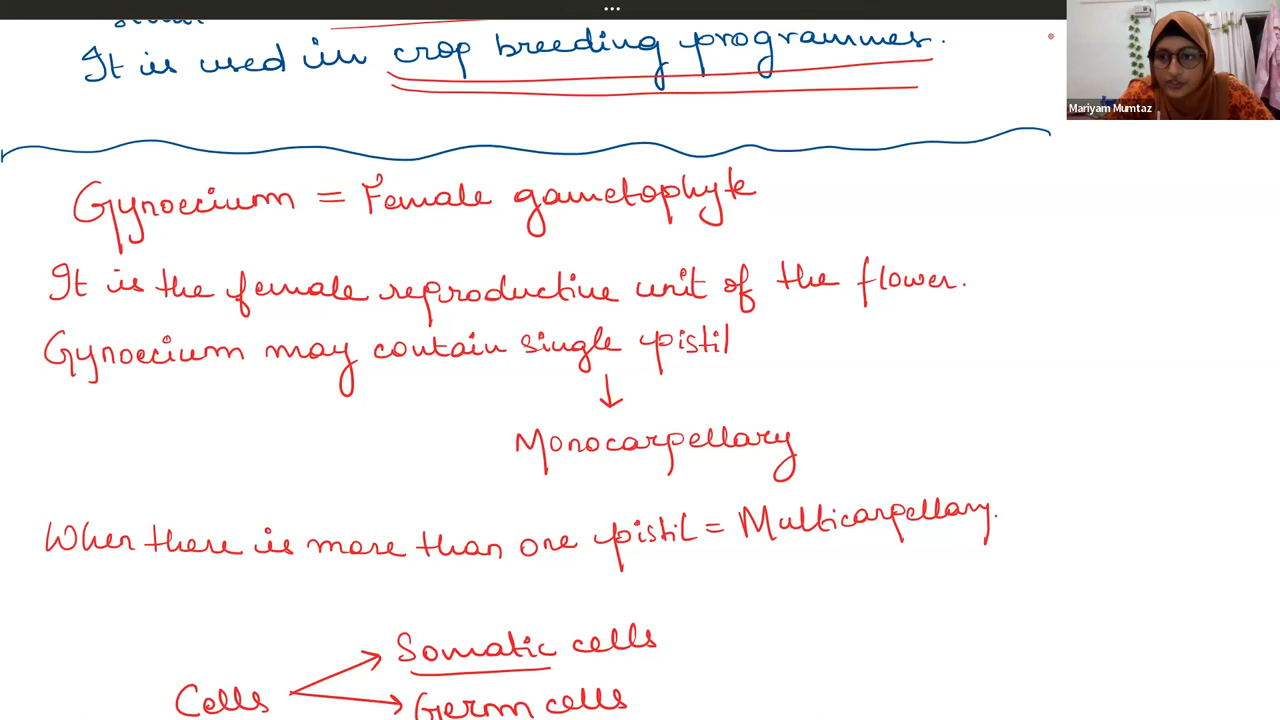 It is used in crop breeding programmes.
Mariyam Mumtaz
Gynoecium = Female gametophyte
It is the female reproductive unit of the flower.
Gynoecium may contain single pistil
↓
Monocarpellary
When there is more than one pistil = Multicarpellary.
Somatic cells
Cells
Germ cells